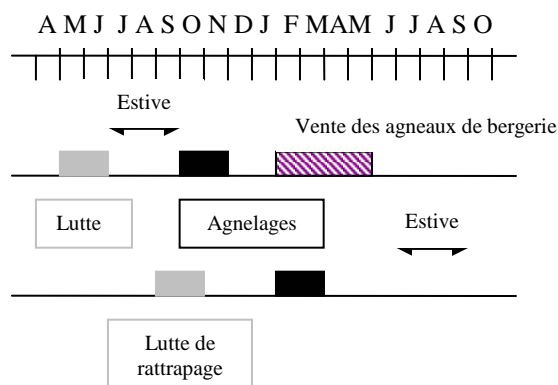 A M J J A S O N D J F M A M J J A S O
Estive
Vente des agneaux de bergerie
Lutte
Agnelages
Estive
Lutte de
rattrapage